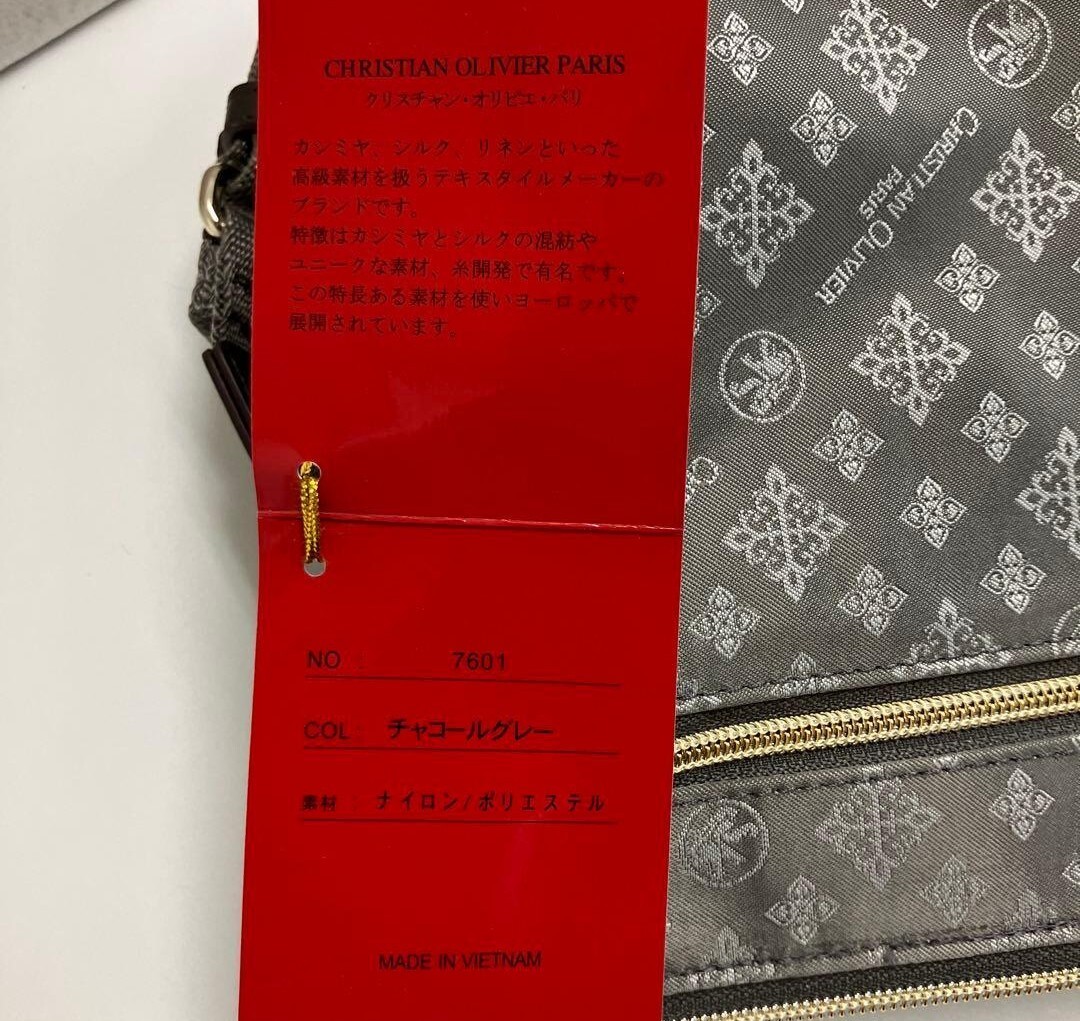 CHRISTIAN OLIVIER PARIS
クリスチャン・オリビエ・パリ
カシミヤ、シルク、リネンといった
高級素材を扱うテキスタイルメーカーの
ブランドです。
特徴はカシミヤとシルクの混紡や
ユニークな素材、糸開発で有名です。
この特長ある素材を使いヨーロッパで
展開されています。
NO : 7601
COL : チャコールグレー
素材 : ナイロン/ポリエステル
MADE IN VIETNAM
CHRISTIAN OLIVIER
PARIS